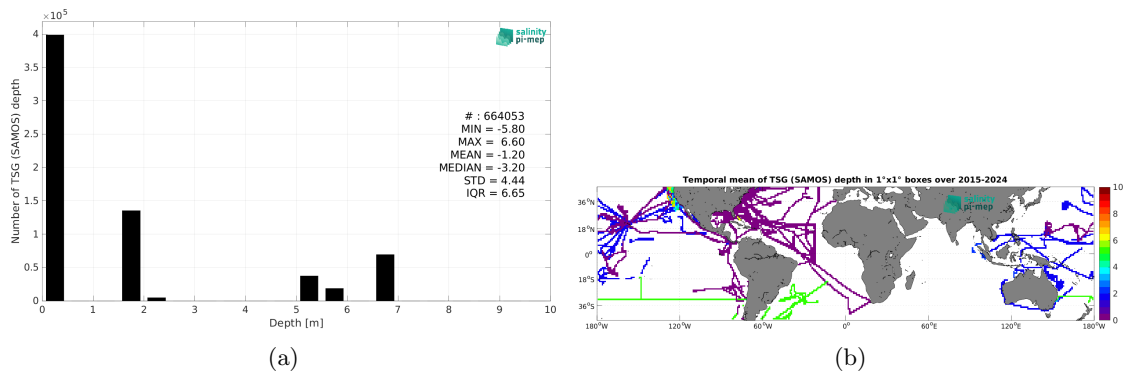 ×10⁵
4
3.5
3
2.5
2
1.5
1
0.5
0
Number of TSG (SAMOS) depth
salinity
pi-mep
# : 664053
MIN = -5.80
MAX = 6.60
MEAN = -1.20
MEDIAN = -3.20
STD = 4.44
IQR = 6.65
0 1 2 3 4 5 6 7 8 9 10
Depth [m]
(a)
Temporal mean of TSG (SAMOS) depth in 1°x1° boxes over 2015-2024
salinity
pi-mep
36°N
18°N
0°
18°S
36°S
180°W 120°W 60°W 0° 60°E 120°E 180°W
10
8
6
4
2
0
(b)